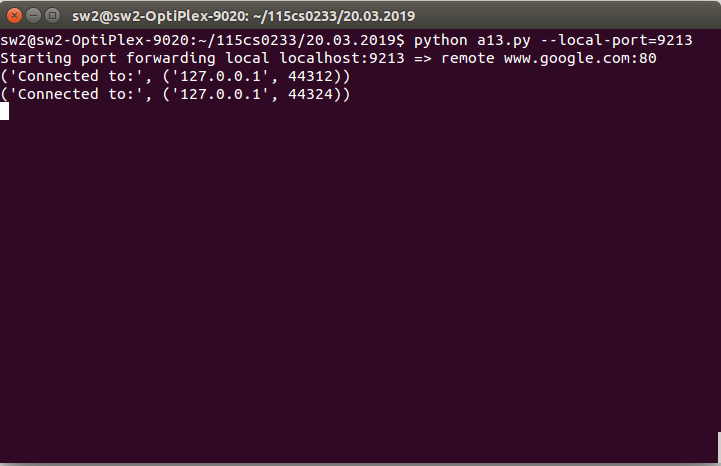 sw2@sw2-OptiPlex-9020: ~/115cs0233/20.03.2019
sw2@sw2-OptiPlex-9020:~/115cs0233/20.03.2019$ python a13.py --local-port=9213
Starting port forwarding local localhost:9213 => remote www.google.com:80
('Connected to:', ('127.0.0.1', 44312))
('Connected to:', ('127.0.0.1', 44324))